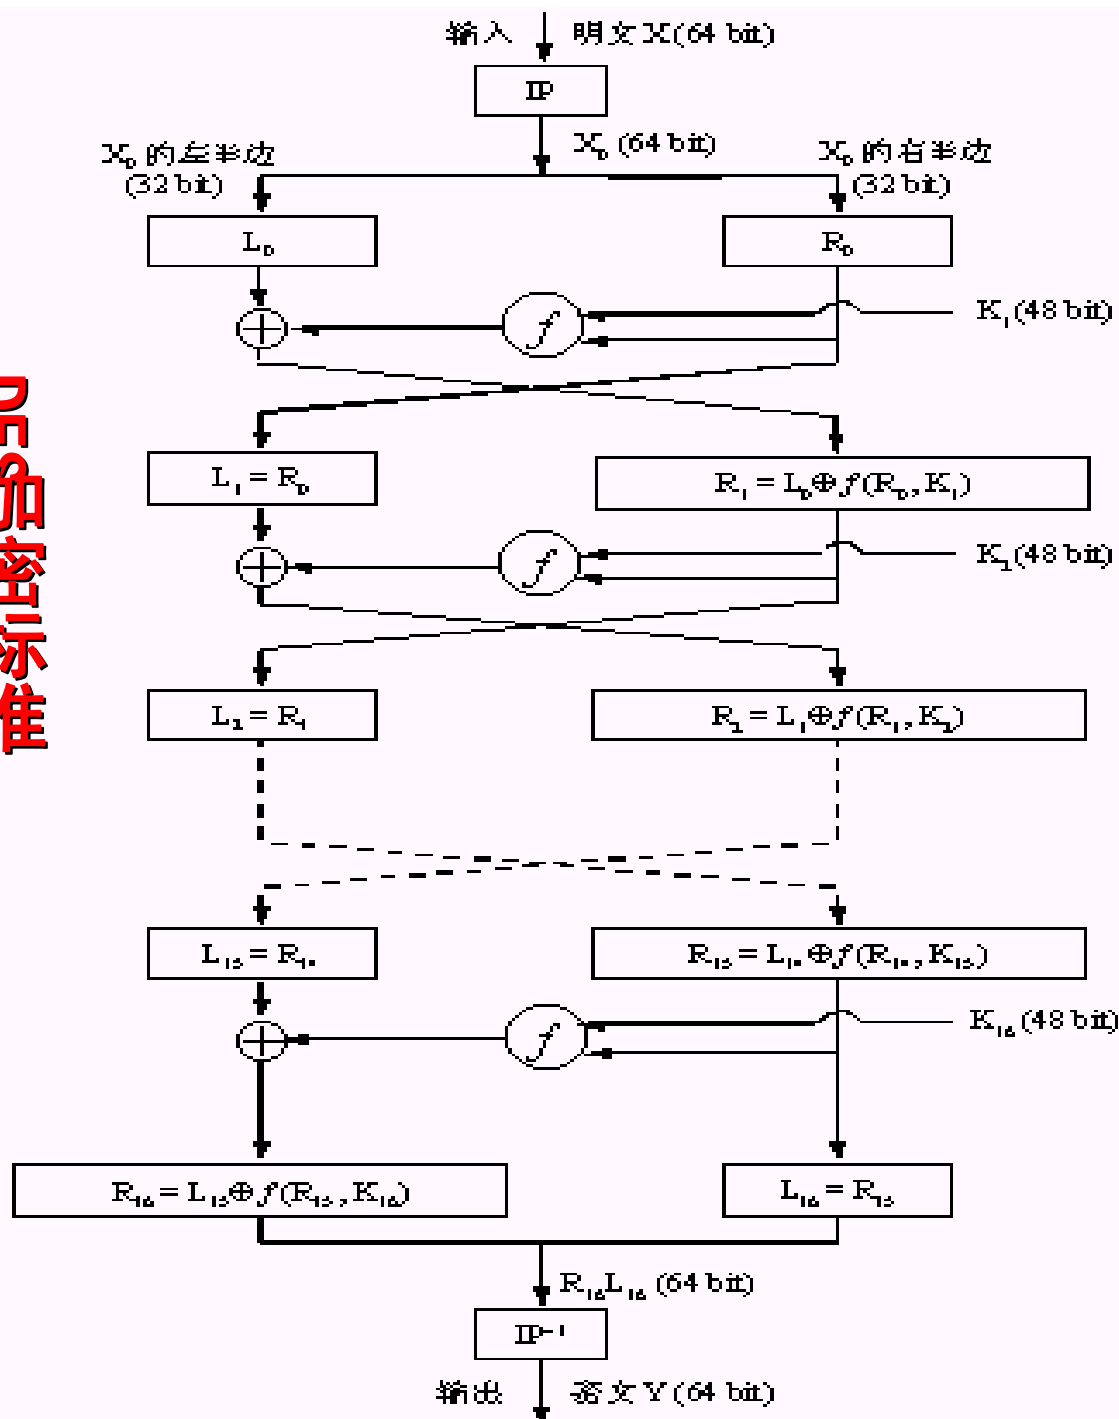 输入 明文 X (64 bit)
IP
X₀ (64 bit)
X₀ 的左半边
(32 bit)
X₀ 的右半边
(32 bit)
L₀
R₀
f
K₁ (48 bit)
L₁ = R₀
R₁ = L₀⊕f(R₀, K₁)
f
K₂ (48 bit)
L₂ = R₁
R₂ = L₁⊕f(R₁, K₂)
L₁₅ = R₁₄
R₁₅ = L₁₄⊕f(R₁₄, K₁₅)
f
K₁₆ (48 bit)
R₁₆ = L₁₅⊕f(R₁₅, K₁₆)
L₁₆ = R₁₅
R₁₆L₁₆ (64 bit)
IP⁻¹
输出 密文 Y (64 bit)
加密标准